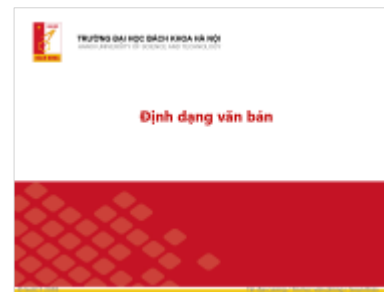 TRƯỜNG ĐẠI HỌC BÁCH KHOA HÀ NỘI
HANOI UNIVERSITY OF SCIENCE AND TECHNOLOGY
Định dạng văn bản